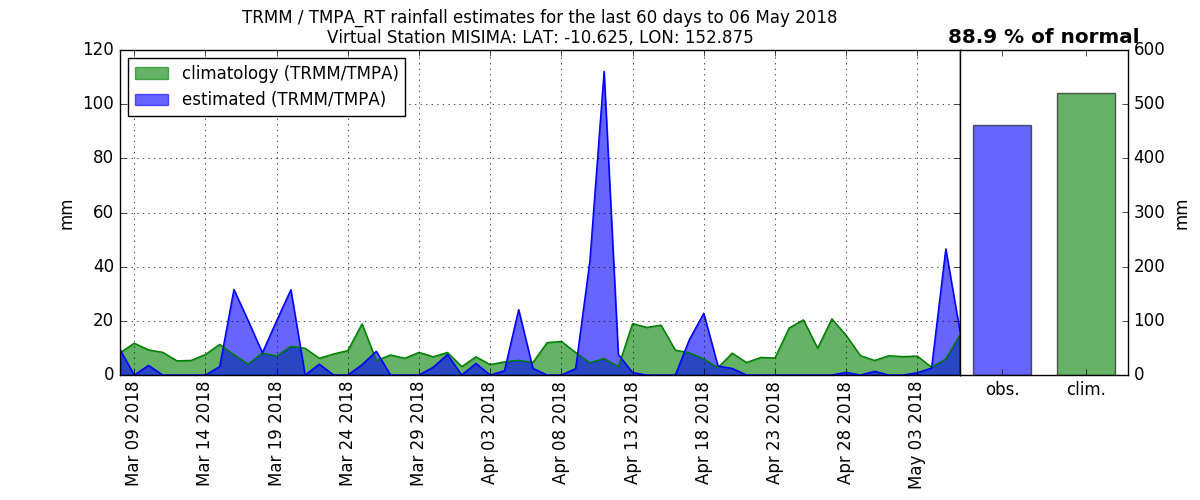 TRMM / TMPA_RT rainfall estimates for the last 60 days to 06 May 2018
Virtual Station MISIMA: LAT: -10.625, LON: 152.875
88.9 % of normal
climatology (TRMM/TMPA)
estimated (TRMM/TMPA)
mm
120
100
80
60
40
20
0
Mar 09 2018
Mar 14 2018
Mar 19 2018
Mar 24 2018
Mar 29 2018
Apr 03 2018
Apr 08 2018
Apr 13 2018
Apr 18 2018
Apr 23 2018
Apr 28 2018
May 03 2018
obs.
clim.
600
500
400
300
200
100
0
mm